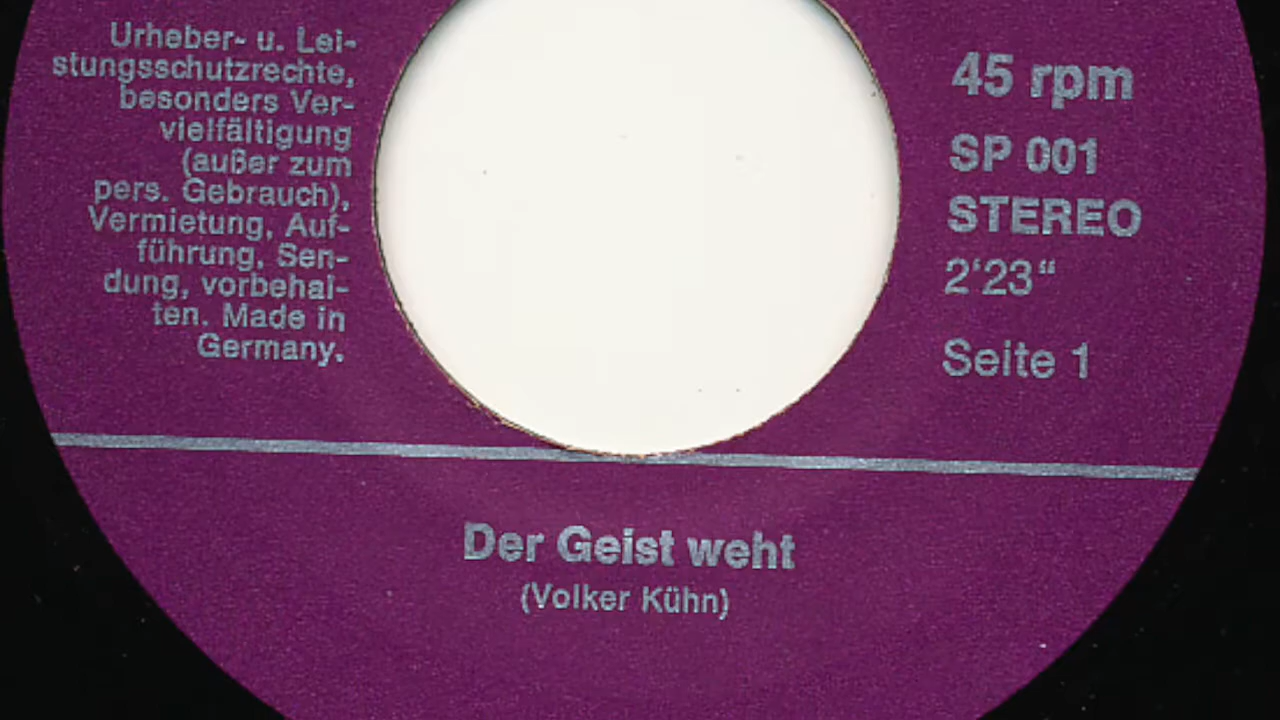 Urheber- u. Lei-
stungsschutzrechte,
besonders Ver-
vielfältigung
(außer zum
pers. Gebrauch),
Vermietung, Auf-
führung, Sen-
dung, vorbehal-
ten. Made in
Germany.
45 rpm
SP 001
STEREO
2‘23“
Seite 1
Der Geist weht
(Volker Kühn)